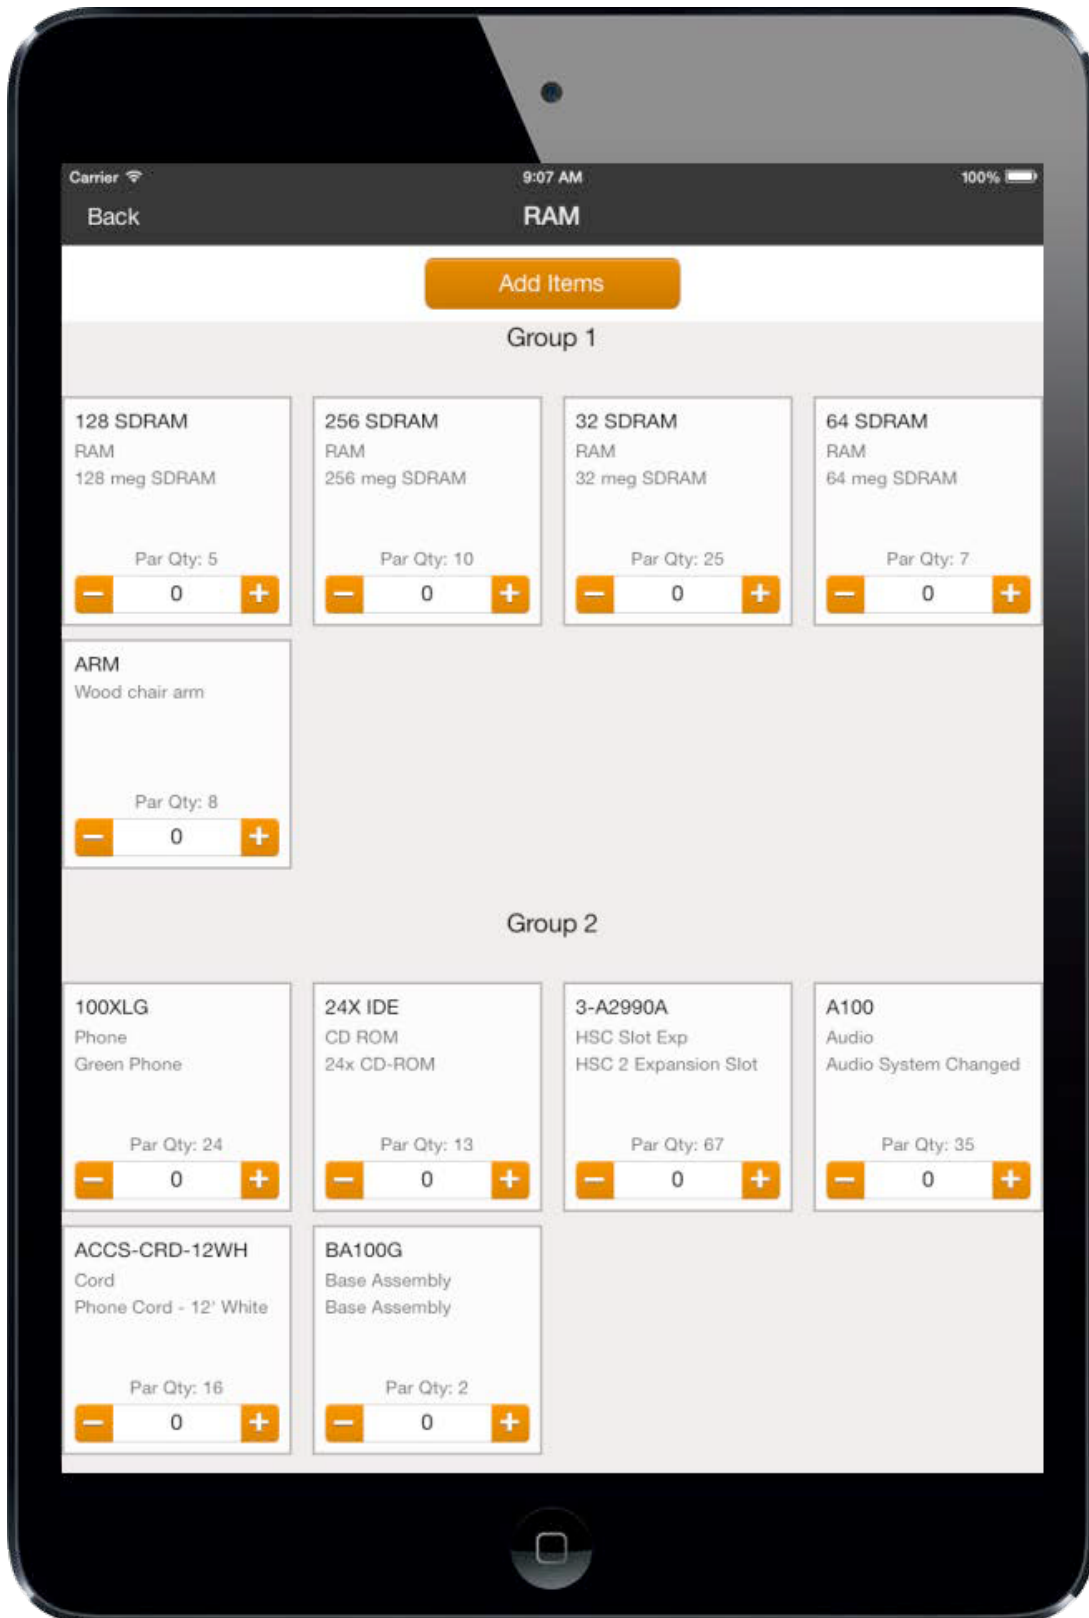 Carrier 9:07 AM 100%
Back RAM
Add Items
Group 1
128 SDRAM
RAM
128 meg SDRAM
Par Qty: 5
− 0 +
256 SDRAM
RAM
256 meg SDRAM
Par Qty: 10
− 0 +
32 SDRAM
RAM
32 meg SDRAM
Par Qty: 25
− 0 +
64 SDRAM
RAM
64 meg SDRAM
Par Qty: 7
− 0 +
ARM
Wood chair arm
Par Qty: 8
− 0 +
Group 2
100XLG
Phone
Green Phone
Par Qty: 24
− 0 +
24X IDE
CD ROM
24x CD-ROM
Par Qty: 13
− 0 +
3-A2990A
HSC Slot Exp
HSC 2 Expansion Slot
Par Qty: 67
− 0 +
A100
Audio
Audio System Changed
Par Qty: 35
− 0 +
ACCS-CRD-12WH
Cord
Phone Cord - 12' White
Par Qty: 16
− 0 +
BA100G
Base Assembly
Base Assembly
Par Qty: 2
− 0 +